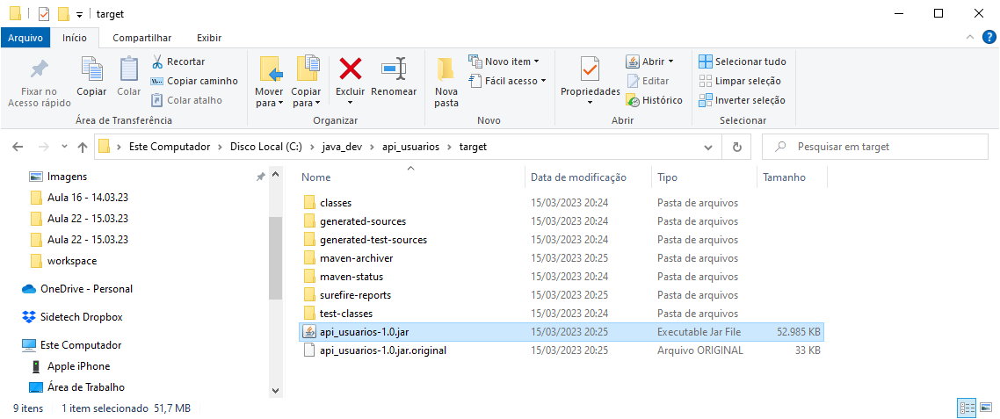 target
Arquivo Início Compartilhar Exibir
Fixar no Acesso rápido
Copiar
Colar
Recortar
Copiar caminho
Colar atalho
Área de Transferência
Mover para
Copiar para
Excluir
Renomear
Organizar
Nova pasta
Novo item
Fácil acesso
Novo
Propriedades
Abrir
Editar
Histórico
Abrir
Selecionar tudo
Limpar seleção
Inverter seleção
Selecionar
Este Computador > Disco Local (C:) > java_dev > api_usuarios > target
Pesquisar em target
Imagens
Aula 16 - 14.03.23
Aula 22 - 15.03.23
Aula 22 - 15.03.23
workspace
OneDrive - Personal
Sidetech Dropbox
Este Computador
Apple iPhone
Área de Trabalho
Nome Data de modificação Tipo Tamanho
classes 15/03/2023 20:24 Pasta de arquivos
generated-sources 15/03/2023 20:24 Pasta de arquivos
generated-test-sources 15/03/2023 20:24 Pasta de arquivos
maven-archiver 15/03/2023 20:25 Pasta de arquivos
maven-status 15/03/2023 20:24 Pasta de arquivos
surefire-reports 15/03/2023 20:25 Pasta de arquivos
test-classes 15/03/2023 20:24 Pasta de arquivos
api_usuarios-1.0.jar 15/03/2023 20:25 Executable Jar File 52.985 KB
api_usuarios-1.0.jar.original 15/03/2023 20:25 Arquivo ORIGINAL 33 KB
9 itens 1 item selecionado 51,7 MB